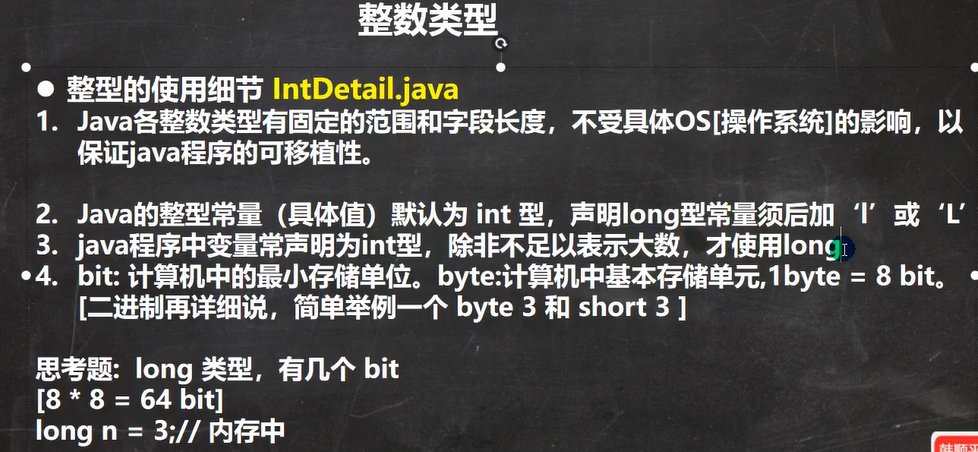 整数类型
● 整型的使用细节 IntDetail.java
1. Java各整数类型有固定的范围和字段长度，不受具体OS[操作系统]的影响，以
保证java程序的可移植性。
2. Java的整型常量（具体值）默认为 int 型，声明long型常量须后加‘l’或‘L’
3. java程序中变量常声明为int型，除非不足以表示大数，才使用long
4. bit: 计算机中的最小存储单位。byte:计算机中基本存储单元,1byte = 8 bit。
[二进制再详细说，简单举例一个 byte 3 和 short 3 ]
思考题：long 类型，有几个 bit
[8 * 8 = 64 bit]
long n = 3;// 内存中